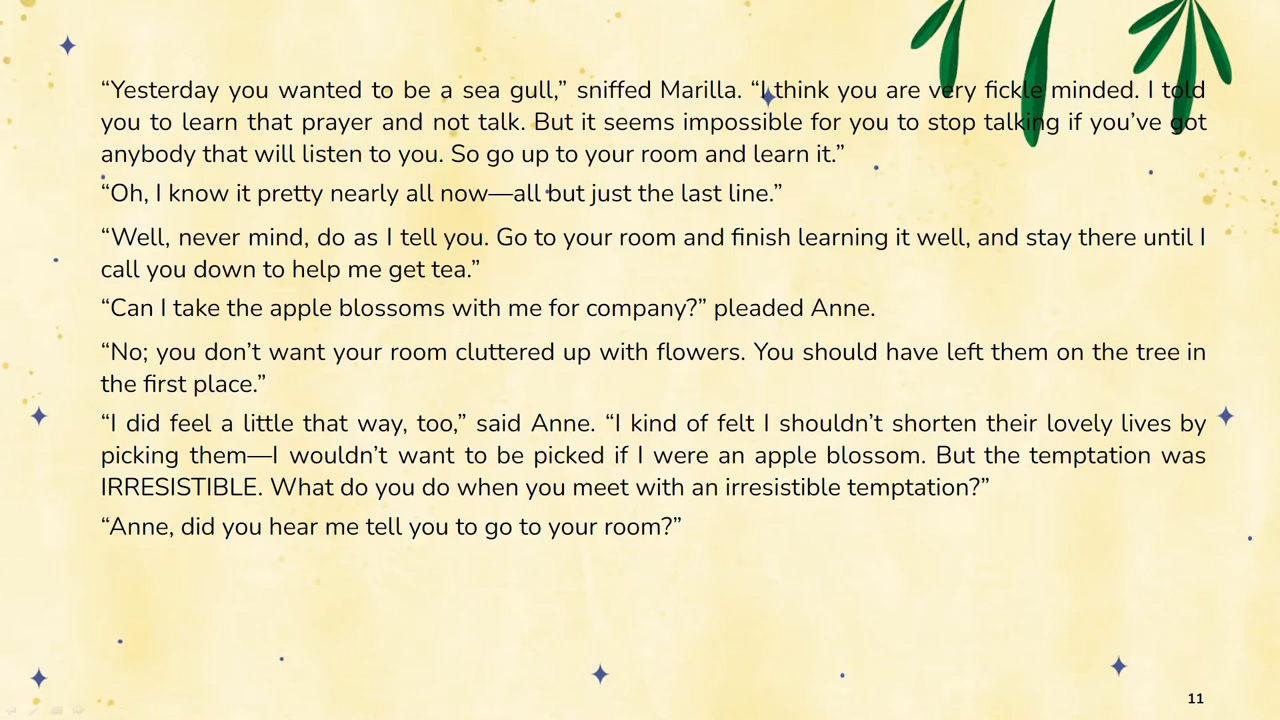 “Yesterday you wanted to be a sea gull,” sniffed Marilla. “I think you are very fickle minded. I told
you to learn that prayer and not talk. But it seems impossible for you to stop talking if you’ve got
anybody that will listen to you. So go up to your room and learn it.”
“Oh, I know it pretty nearly all now—all but just the last line.”
“Well, never mind, do as I tell you. Go to your room and finish learning it well, and stay there until I
call you down to help me get tea.”
“Can I take the apple blossoms with me for company?” pleaded Anne.
“No; you don’t want your room cluttered up with flowers. You should have left them on the tree in
the first place.”
“I did feel a little that way, too,” said Anne. “I kind of felt I shouldn’t shorten their lovely lives by
picking them—I wouldn’t want to be picked if I were an apple blossom. But the temptation was
IRRESISTIBLE. What do you do when you meet with an irresistible temptation?”
“Anne, did you hear me tell you to go to your room?”
11